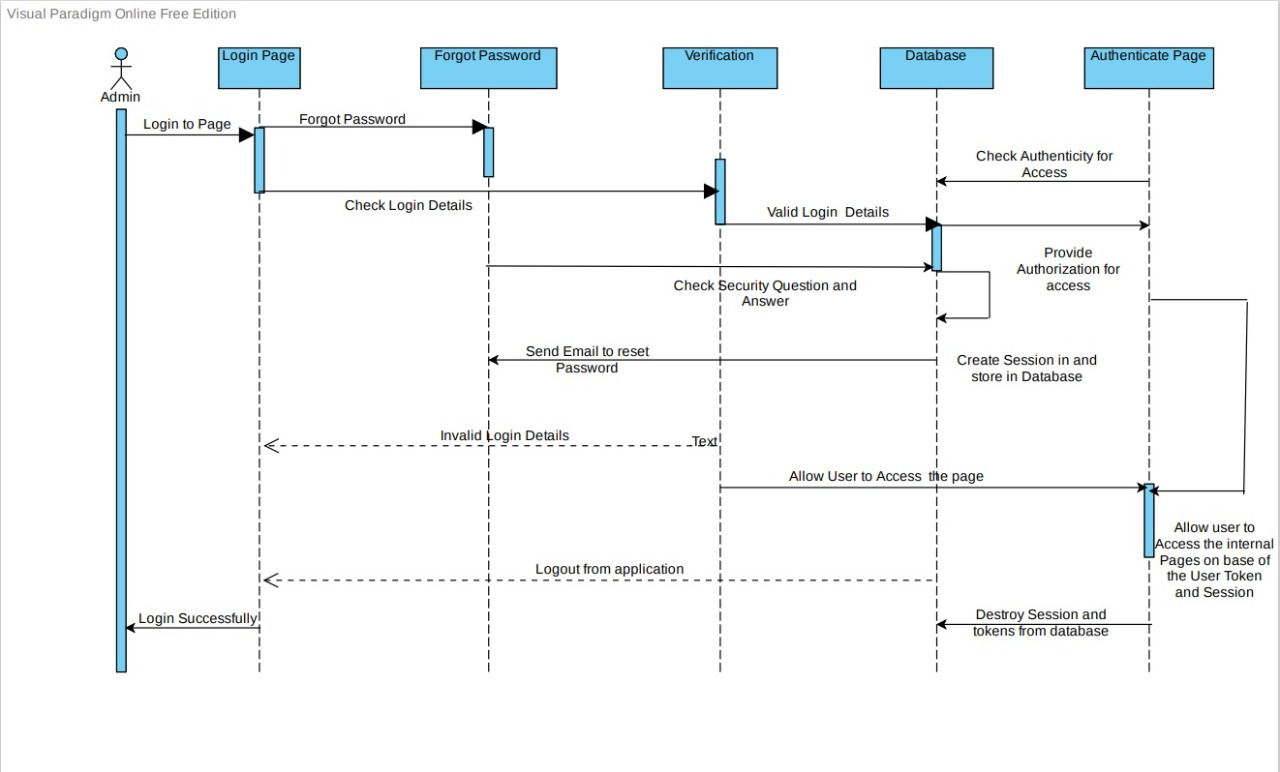 Visual Paradigm Online Free Edition
Login Page
Forgot Password
Verification
Database
Authenticate Page
Admin
Login to Page
Forgot Password
Check Authenticity for
Access
Check Login Details
Valid Login Details
Provide
Authorization for
access
Check Security Question and
Answer
Send Email to reset
Password
Create Session in and
store in Database
Invalid Login Details
Text
Allow User to Access the page
Allow user to
Access the internal
Pages on base of
the User Token
and Session
Logout from application
Login Successfully
Destroy Session and
tokens from database